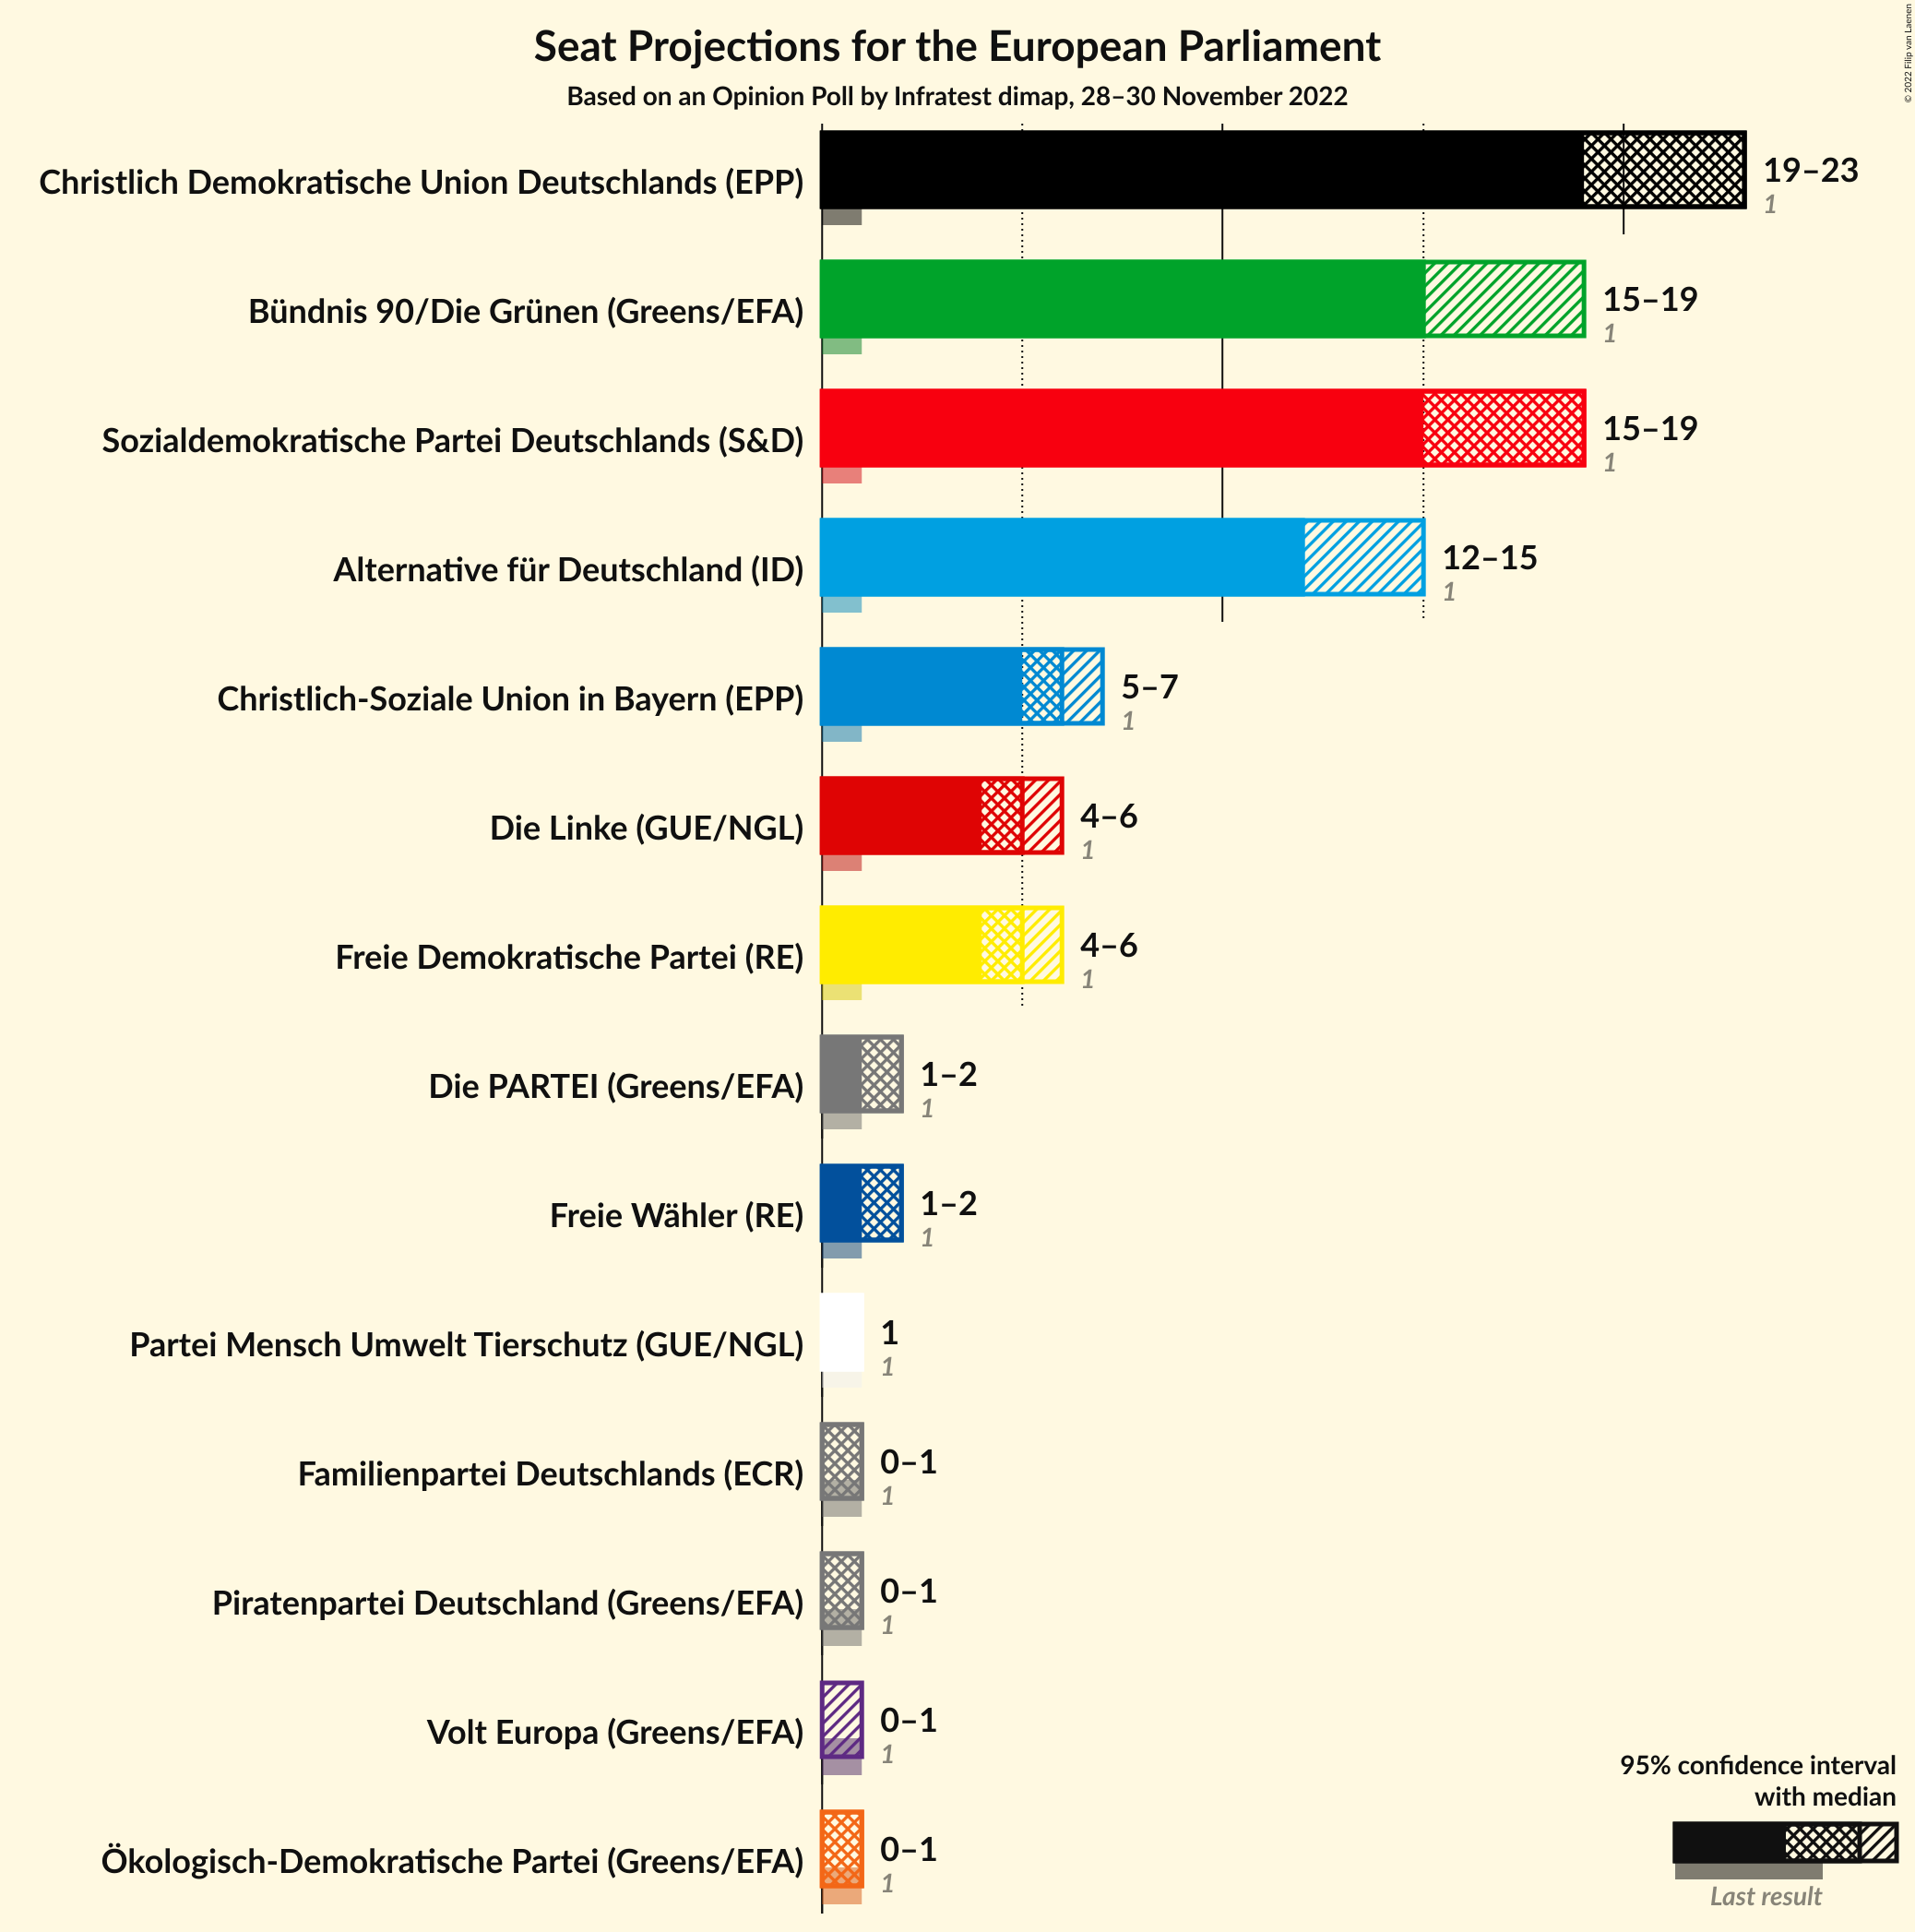 Seat Projections for the European Parliament
Based on an Opinion Poll by Infratest dimap, 28–30 November 2022
© 2022 Filip van Laenen
Christlich Demokratische Union Deutschlands (EPP)
19–23
1
Bündnis 90/Die Grünen (Greens/EFA)
15–19
1
Sozialdemokratische Partei Deutschlands (S&D)
15–19
1
Alternative für Deutschland (ID)
12–15
1
Christlich-Soziale Union in Bayern (EPP)
5–7
1
Die Linke (GUE/NGL)
4–6
1
Freie Demokratische Partei (RE)
4–6
1
Die PARTEI (Greens/EFA)
1–2
1
Freie Wähler (RE)
1–2
1
Partei Mensch Umwelt Tierschutz (GUE/NGL)
1
1
Familienpartei Deutschlands (ECR)
0–1
1
Piratenpartei Deutschland (Greens/EFA)
0–1
1
Volt Europa (Greens/EFA)
0–1
1
Ökologisch-Demokratische Partei (Greens/EFA)
0–1
1
95% confidence interval
with median
Last result